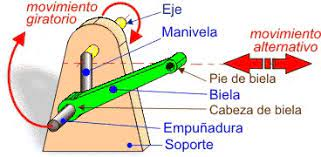 movimiento
giratorio
Eje
Manivela
movimiento
alternativo
Pie de biela
Biela
Cabeza de biela
Empuñadura
Soporte